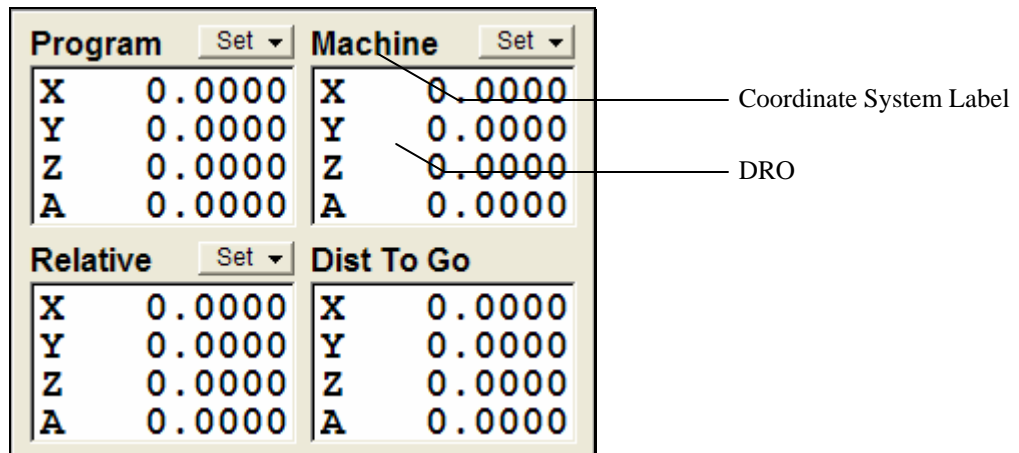 Program Set Machine Set
X 0.0000 X 0.0000
Y 0.0000 Y 0.0000
Z 0.0000 Z 0.0000
A 0.0000 A 0.0000
Relative Set Dist To Go
X 0.0000 X 0.0000
Y 0.0000 Y 0.0000
Z 0.0000 Z 0.0000
A 0.0000 A 0.0000
Coordinate System Label
DRO